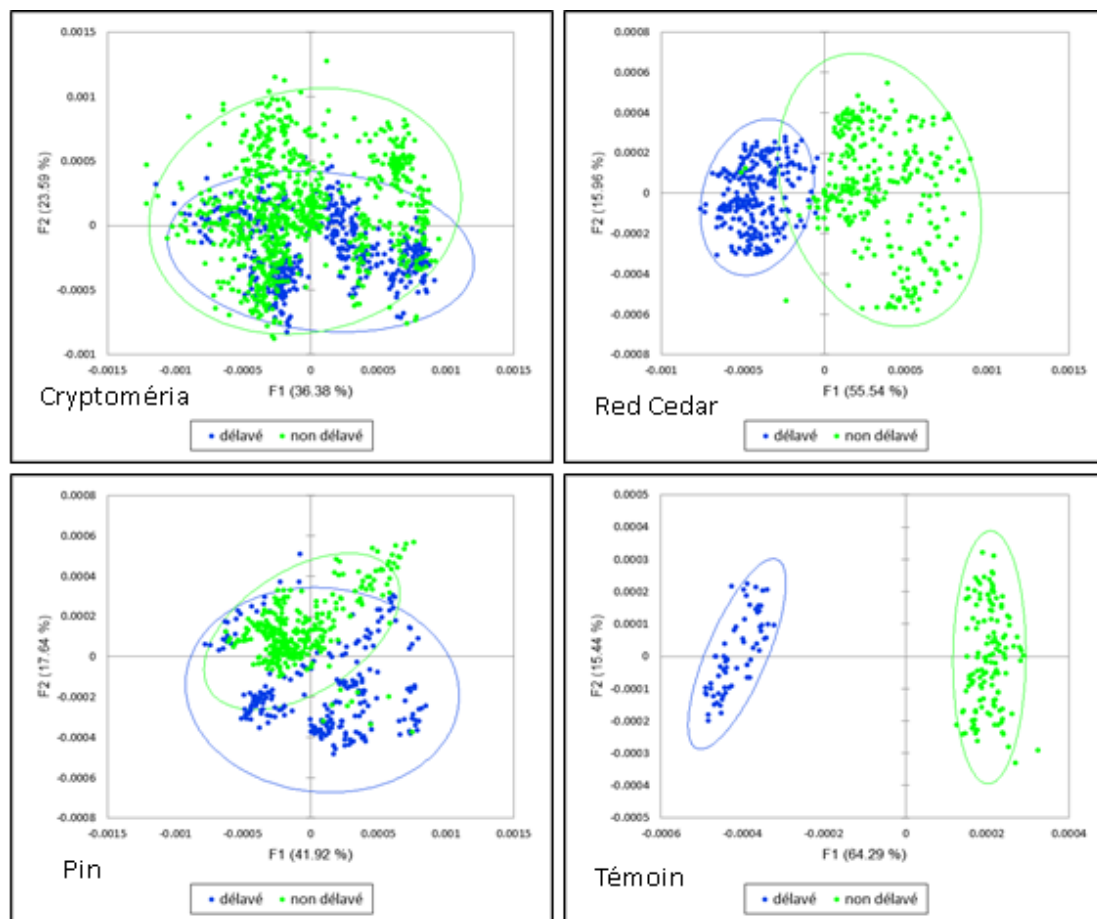 0.0015
0.001
0.0005
0
-0.0005
-0.001
F2 (23.59 %)
-0.0015 -0.001 -0.0005 0 0.0005 0.001 0.0015
F1 (36.38 %)
Cryptoméria
délavé non délavé
0.0008
0.0006
0.0004
0.0002
0
-0.0002
-0.0004
-0.0006
-0.0008
F2 (15.96 %)
-0.001 -0.0005 0 0.0005 0.001 0.0015
F1 (55.54 %)
Red Cedar
délavé non délavé
0.0008
0.0006
0.0004
0.0002
0
-0.0002
-0.0004
-0.0006
-0.0008
F2 (17.64 %)
-0.0015 -0.001 -0.0005 0 0.0005 0.001 0.0015
F1 (41.92 %)
Pin
délavé non délavé
0.0005
0.0004
0.0003
0.0002
0.0001
0
-0.0001
-0.0002
-0.0003
-0.0004
-0.0005
F2 (15.44 %)
-0.0006 -0.0004 -0.0002 0 0.0002 0.0004
F1 (64.29 %)
Témoin
délavé non délavé